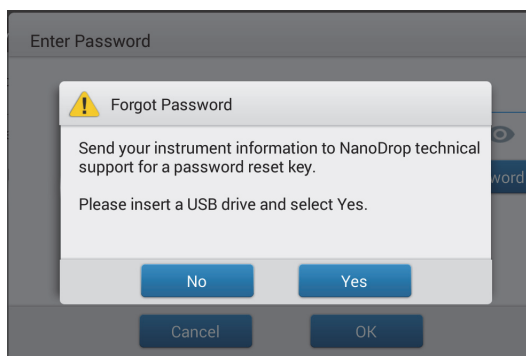 Enter Password
Forgot Password
Send your instrument information to NanoDrop technical
support for a password reset key.
word
Please insert a USB drive and select Yes.
No Yes
Cancel OK